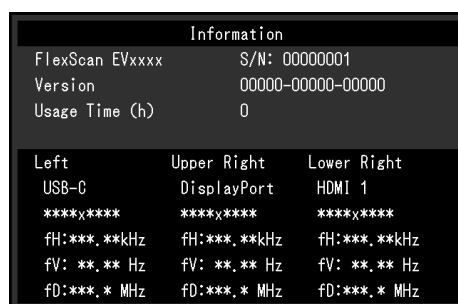 Information
FlexScan EVxxxx S/N: 00000001
Version 00000-00000-00000
Usage Time (h) 0
Left Upper Right Lower Right
USB-C DisplayPort HDMI 1
****x**** ****x**** ****x****
fH:***.**kHz fH:***.**kHz fH:***.**kHz
fV: **.** Hz fV: **.** Hz fV: **.** Hz
fD:***.* MHz fD:***.* MHz fD:***.* MHz